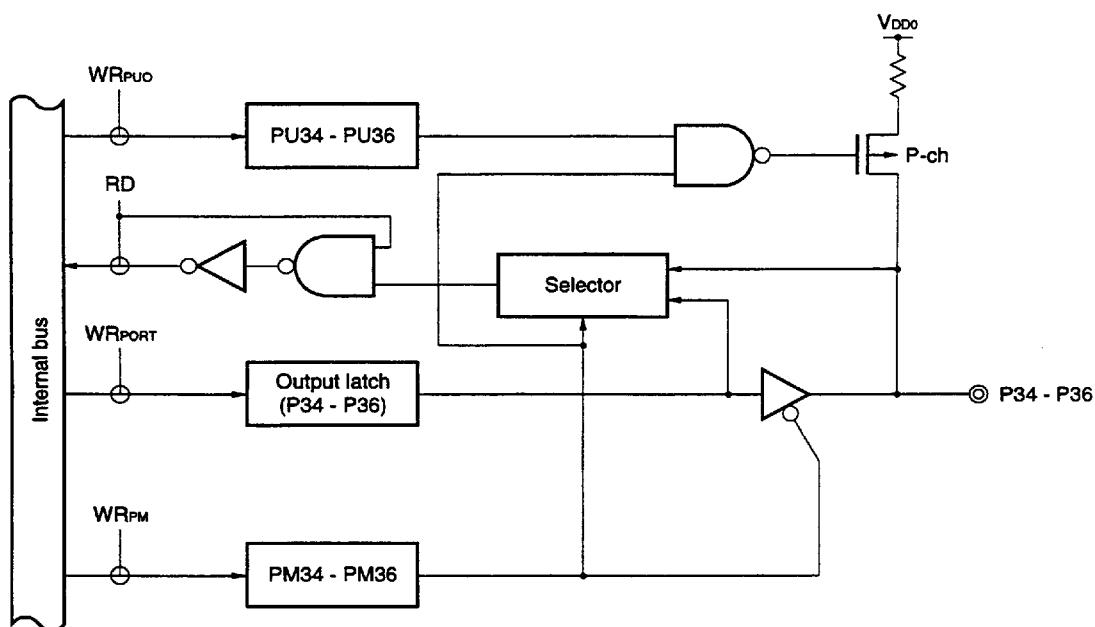 VDD0
WRPUO
PU34 - PU36
P-ch
RD
Selector
WRPORT
Internal bus
Output latch
(P34 - P36)
P34 - P36
WRPM
PM34 - PM36